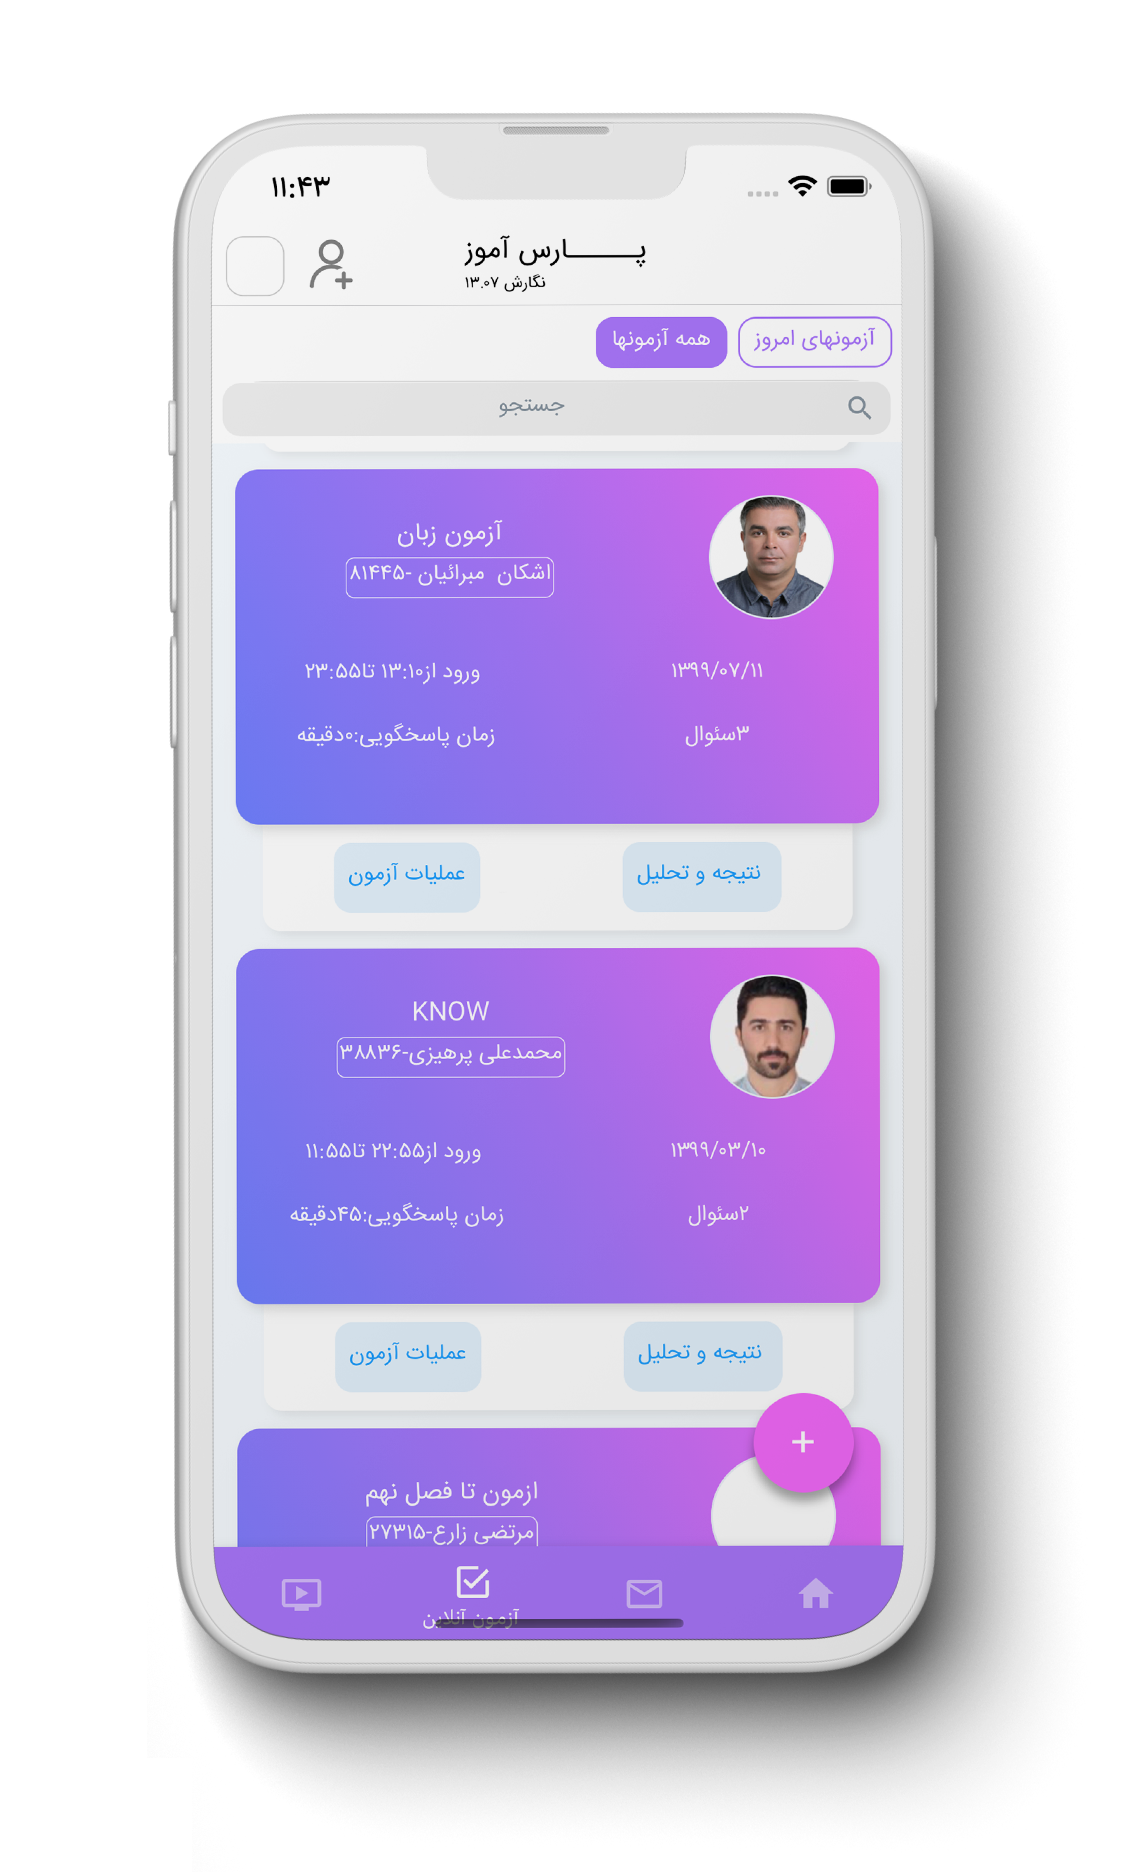 ۱۱:۴۳
پــــــارس آموز
نگارش ۱۳.۰۷
آزمونهای امروز
همه آزمونها
جستجو
آزمون زبان
اشکان  میرائیان -۸۱۴۴۵
۱۳۹۹/۰۷/۱۱
ورود از۱۳:۱۰ تا۲۳:۵۵
۳سئوال
زمان پاسخگویی:۰دقیقه
نتیجه و تحلیل
عملیات آزمون
KNOW
محمدعلی پرهیزی-۳۸۸۳۶
۱۳۹۹/۰۳/۱۰
ورود از۲۲:۵۵ تا۱۱:۵۵
۲سئوال
زمان پاسخگویی:۴۵دقیقه
نتیجه و تحلیل
عملیات آزمون
ازمون تا فصل نهم
مرتضی زارع-۲۷۳۱۵
آزمون آنلاین